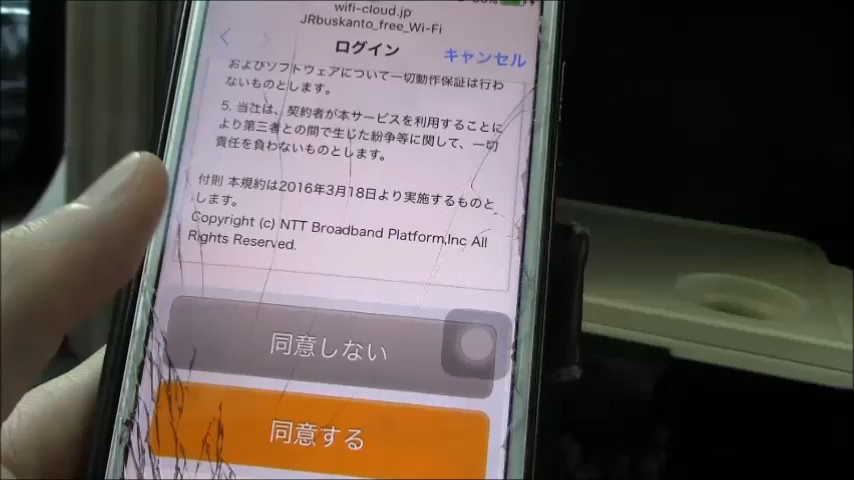 wifi-cloud.jp
JRbuskanto_free_Wi-Fi
ログイン
キャンセル
およびソフトウェアについて一切動作保証は行わ
ないものとします。
5. 当社は、契約者が本サービスを利用することに
より第三者との間で生じた紛争等に関して、一切
責任を負わないものとします。
付則 本規約は2016年3月18日より実施するものと
します。
Copyright (c) NTT Broadband Platform,Inc All
Rights Reserved.
同意しない
同意する